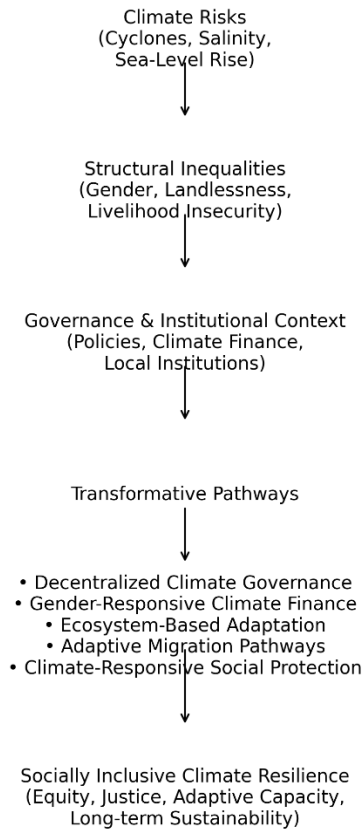 Climate Risks
(Cyclones, Salinity,
Sea-Level Rise)
Structural Inequalities
(Gender, Landlessness,
Livelihood Insecurity)
Governance & Institutional Context
(Policies, Climate Finance,
Local Institutions)
Transformative Pathways
• Decentralized Climate Governance
• Gender-Responsive Climate Finance
• Ecosystem-Based Adaptation
• Adaptive Migration Pathways
• Climate-Responsive Social Protection
Socially Inclusive Climate Resilience
(Equity, Justice, Adaptive Capacity,
Long-term Sustainability)